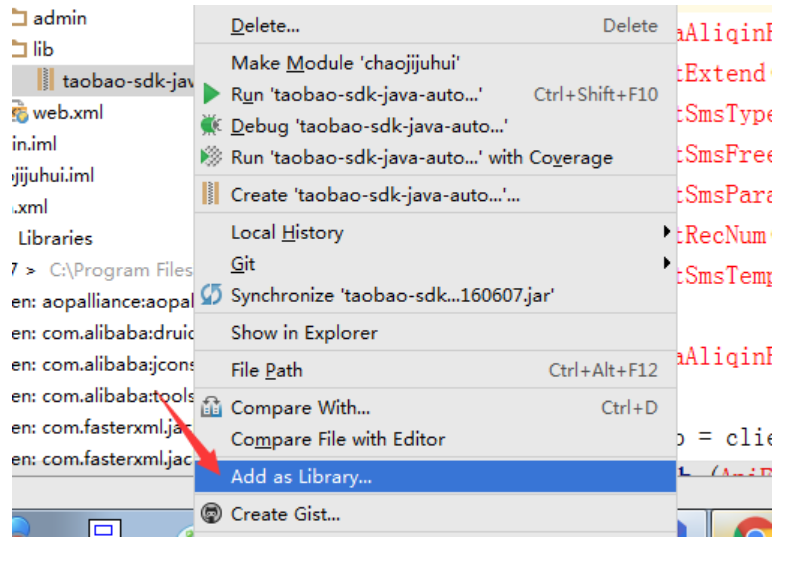 admin
lib
taobao-sdk-jav
web.xml
in.iml
ojijuhui.iml
.xml
Libraries
7 > C:\Program Files
en: aopalliance:aopal
en: com.alibaba:druid
en: com.alibaba:jcons
en: com.alibaba:tools
en: com.fasterxml.jac
en: com.fasterxml.jac
Delete... Delete
Make Module 'chaojijuhui'
Run 'taobao-sdk-java-auto...' Ctrl+Shift+F10
Debug 'taobao-sdk-java-auto...'
Run 'taobao-sdk-java-auto...' with Coverage
Create 'taobao-sdk-java-auto...'...
Local History
Git
Synchronize 'taobao-sdk...160607.jar'
Show in Explorer
File Path Ctrl+Alt+F12
Compare With... Ctrl+D
Compare File with Editor
Add as Library...
Create Gist...
aAliqin
tExtend
tSmsType
tSmsFree
tSmsPara
tRecNum
tSmsTemp
aAliqin
= clie